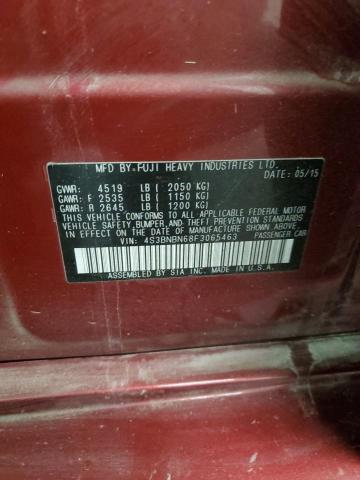 MFD BY FUJI HEAVY INDUSTRIES LTD.
DATE: 05/15
GVWR: 4519 LB ( 2050 KG)
GAWR: F 2535 LB ( 1150 KG)
GAWR: R 2645 LB ( 1200 KG)
THIS VEHICLE CONFORMS TO ALL APPLICABLE FEDERAL MOTOR
VEHICLE SAFETY, BUMPER, AND THEFT PREVENTION STANDARDS
IN EFFECT ON THE DATE OF MANUFACTURE SHOWN ABOVE.
VIN: 4S3BNBN68F3065463 PASSENGER CAR
ASSEMBLED BY SIA INC. MADE IN U.S.A.